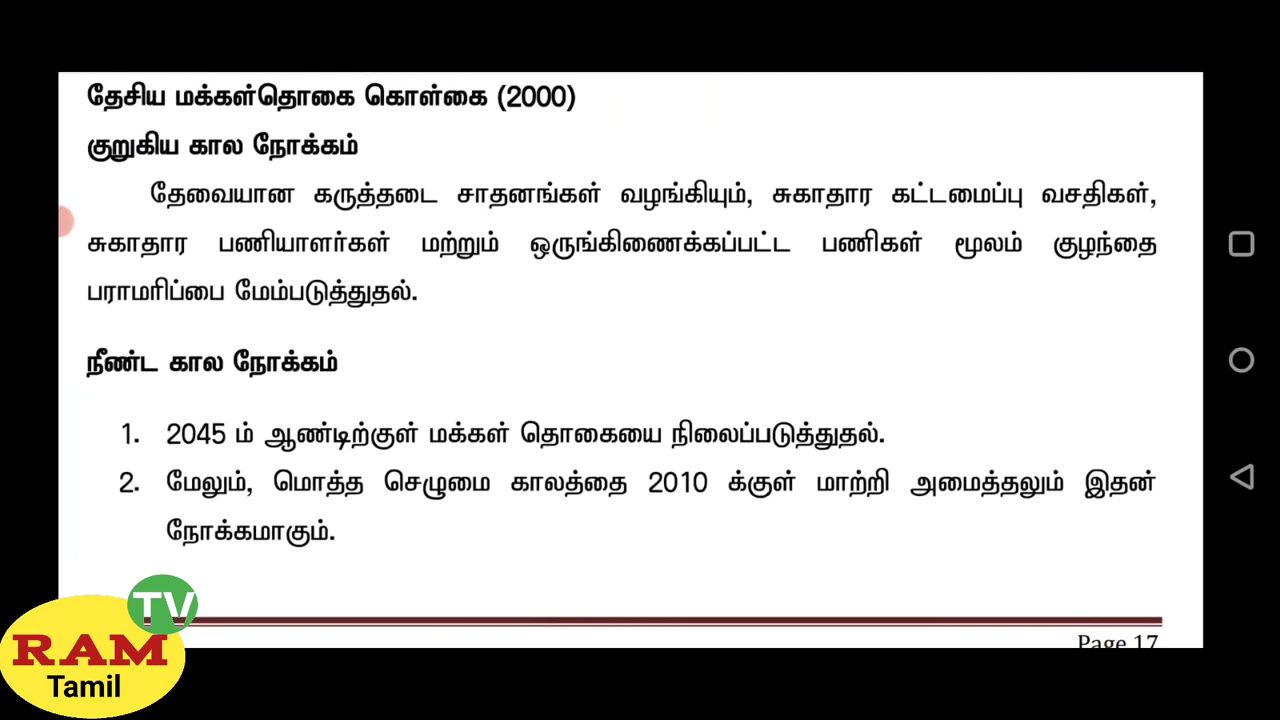 தேசிய மக்கள்தொகை கொள்கை (2000)
குறுகிய கால நோக்கம்
தேவையான கருத்தடை சாதனங்கள் வழங்கியும், சுகாதார கட்டமைப்பு வசதிகள்,
சுகாதார பணியாளர்கள் மற்றும் ஒருங்கிணைக்கப்பட்ட பணிகள் மூலம் குழந்தை
பராமரிப்பை மேம்படுத்துதல்.
நீண்ட கால நோக்கம்
1. 2045 ம் ஆண்டிற்குள் மக்கள் தொகையை நிலைப்படுத்துதல்.
2. மேலும், மொத்த செழுமை காலத்தை 2010 க்குள் மாற்றி அமைத்தலும் இதன்
நோக்கமாகும்.
Page 17
TV
RAM
Tamil